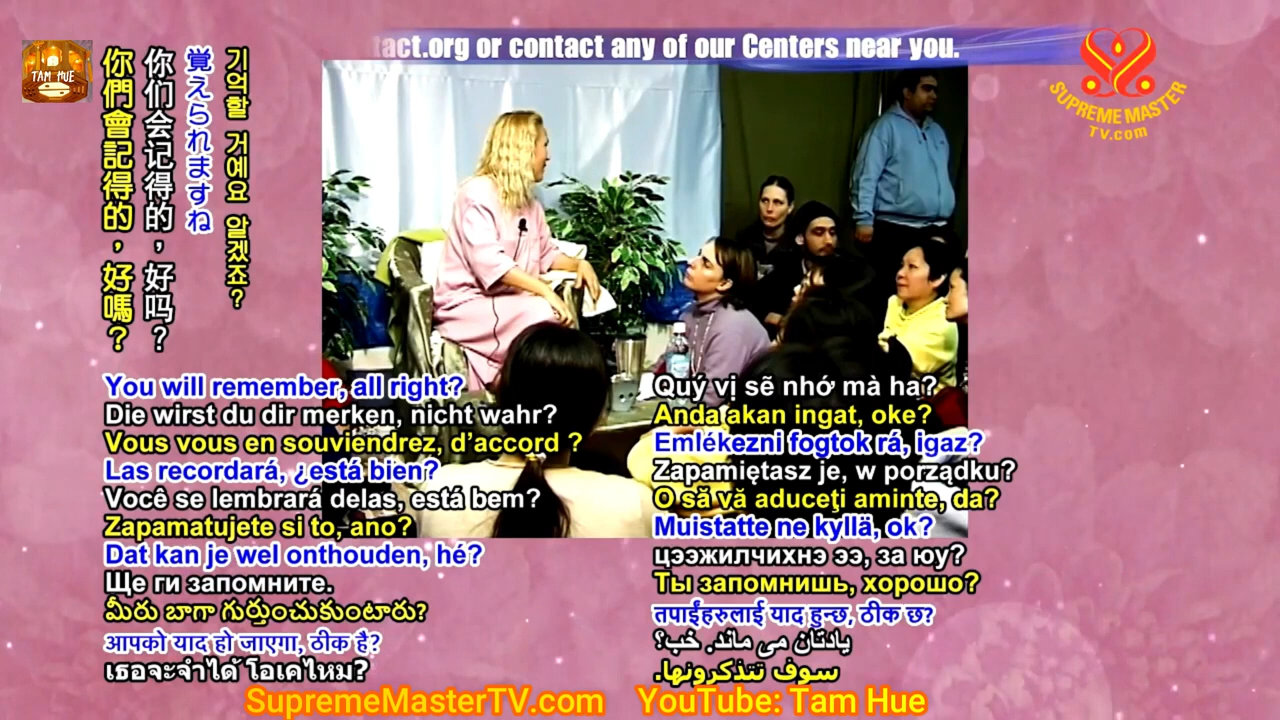 tact.org or contact any of our Centers near you.
TAM HUE
SUPREME MASTER
TV.com
你們會記得的，好嗎？
你们会记得的，好吗？
覚えられますね
기억할 거예요 알겠죠?
You will remember, all right?
Die wirst du dir merken, nicht wahr?
Vous vous en souviendrez, d’accord ?
Las recordará, ¿está bien?
Você se lembrará delas, está bem?
Zapamatujete si to, ano?
Dat kan je wel onthouden, hé?
Ще ги запомните.
మీరు బాగా గుర్తుంచుకుంటారు?
आपको याद हो जाएगा, ठीक है?
เธอจะจำได้ โอเคไหม?
Quý vị sẽ nhớ mà ha?
Anda akan ingat, oke?
Emlékezni fogtok rá, igaz?
Zapamiętasz je, w porządku?
O să vă aduceţi aminte, da?
Muistatte ne kyllä, ok?
цээжилчихнэ ээ, за юу?
Ты запомнишь, хорошо?
तपाईंहरुलाई याद हुन्छ, ठीक छ?
یادتان می ماند. خب؟
سوف تتذكرونها.
SupremeMasterTV.com YouTube: Tam Hue